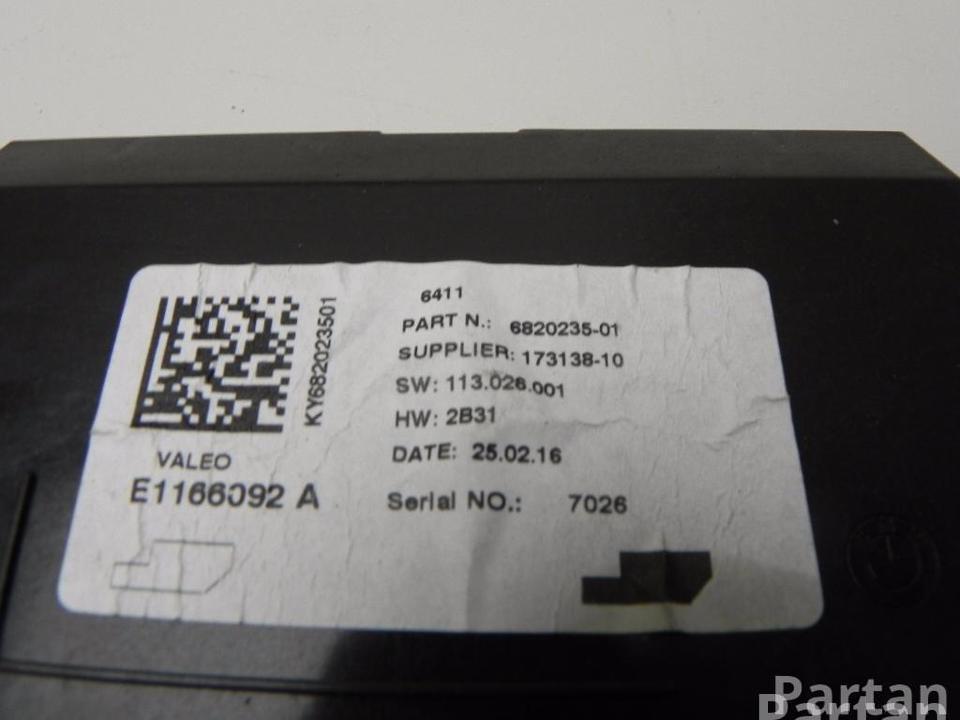 6411
PART N.: 6820235-01
SUPPLIER: 173138-10
SW: 113.026.001
HW: 2B31
DATE: 25.02.16
Serial NO.: 7026
KY682023501
VALEO
E1166092 A
Partan
Partan